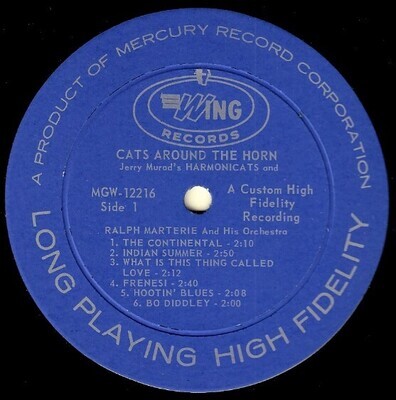 A PRODUCT OF MERCURY RECORD CORPORATION
WING
RECORDS
CATS AROUND THE HORN
Jerry Murad's HARMONICATS and
MGW-12216
Side 1
A Custom High
Fidelity
Recording
RALPH MARTERIE And His Orchestra
1. THE CONTINENTAL - 2:10
2. INDIAN SUMMER - 2:50
3. WHAT IS THIS THING CALLED
LOVE - 2:12
4. FRENESI - 2:40
5. HOOTIN' BLUES - 2:08
6. BO DIDDLEY - 2:00
LONG PLAYING HIGH FIDELITY